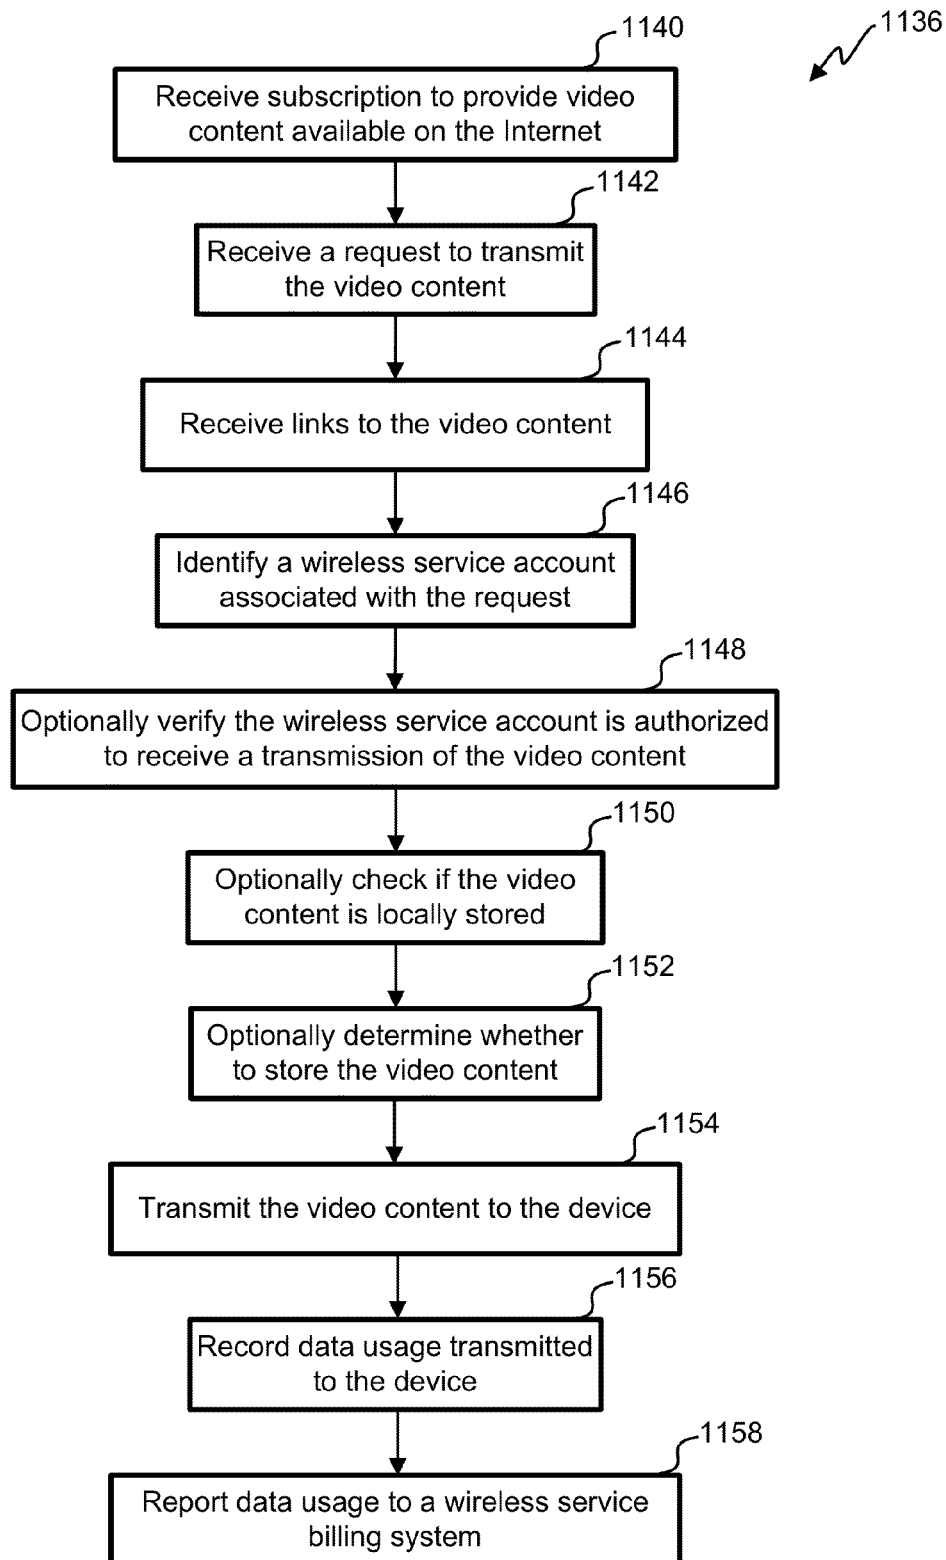 1140
1136
Receive subscription to provide video
content available on the Internet
1142
Receive a request to transmit
the video content
1144
Receive links to the video content
1146
Identify a wireless service account
associated with the request
1148
Optionally verify the wireless service account is authorized
to receive a transmission of the video content
1150
Optionally check if the video
content is locally stored
1152
Optionally determine whether
to store the video content
1154
Transmit the video content to the device
1156
Record data usage transmitted
to the device
1158
Report data usage to a wireless service
billing system